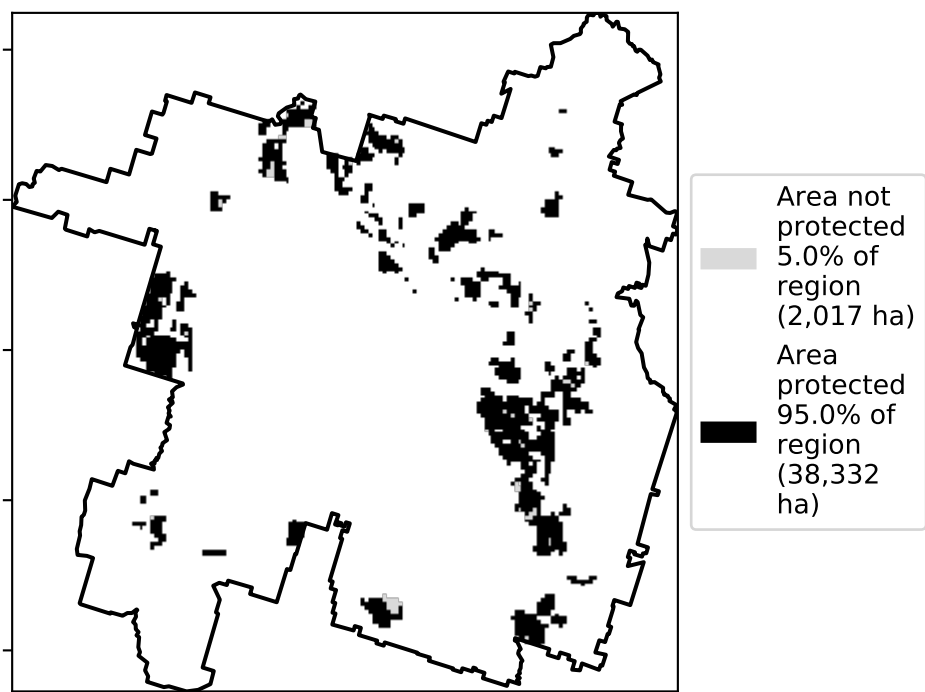 Area not
protected
5.0% of
region
(2,017 ha)
Area
protected
95.0% of
region
(38,332
ha)